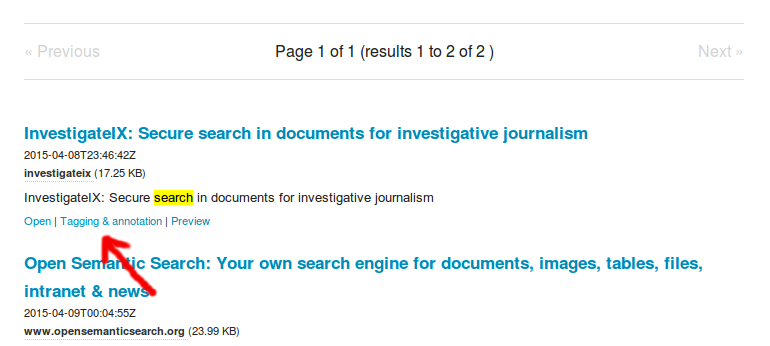 « Previous Page 1 of 1 (results 1 to 2 of 2 ) Next »
InvestigateIX: Secure search in documents for investigative journalism
2015-04-08T23:46:42Z
investigateix (17.25 KB)
InvestigateIX: Secure search in documents for investigative journalism
Open | Tagging & annotation | Preview
Open Semantic Search: Your own search engine for documents, images, tables, files,
intranet & news
2015-04-09T00:04:55Z
www.opensemanticsearch.org (23.99 KB)